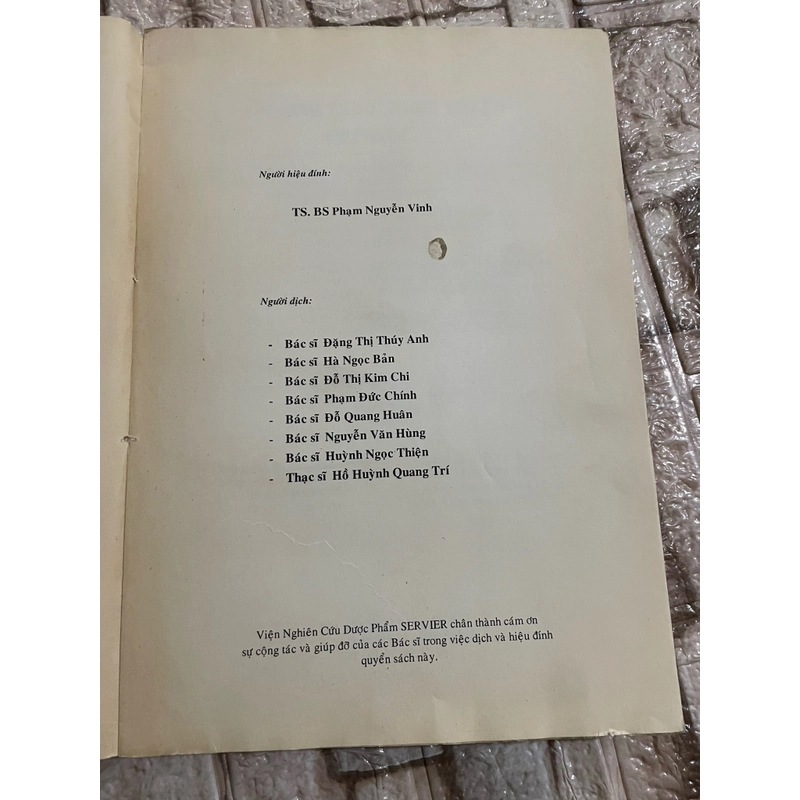 Người hiệu đính:
TS. BS Phạm Nguyễn Vinh
Người dịch:
- Bác sĩ Đặng Thị Thúy Anh
- Bác sĩ Hà Ngọc Bản
- Bác sĩ Đỗ Thị Kim Chi
- Bác sĩ Phạm Đức Chính
- Bác sĩ Đỗ Quang Huân
- Bác sĩ Nguyễn Văn Hùng
- Bác sĩ Huỳnh Ngọc Thiện
- Thạc sĩ Hồ Huỳnh Quang Trí
Viện Nghiên Cứu Dược Phẩm SERVIER chân thành cám ơn
sự cộng tác và giúp đỡ của các Bác sĩ trong việc dịch và hiệu đính
quyển sách này.